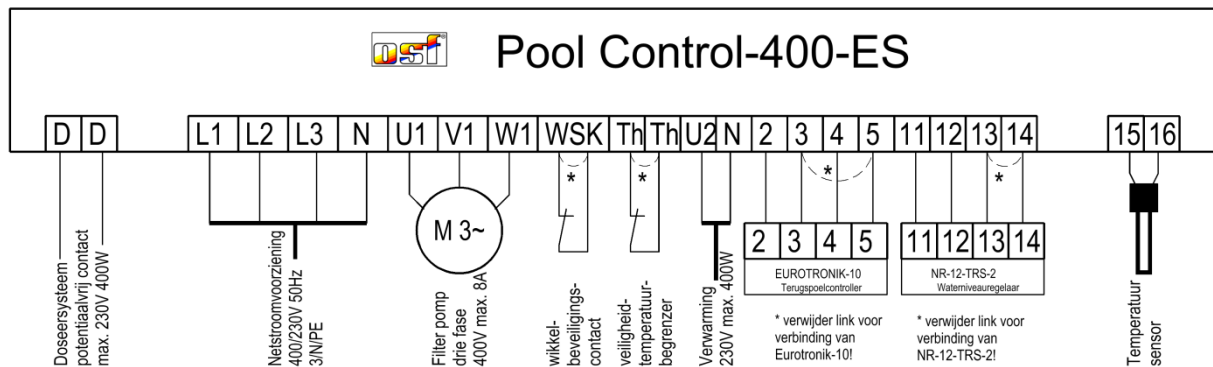 osf Pool Control-400-ES
D D L1 L2 L3 N U1 V1 W1 WSK Th Th U2 N 2 3 4 5 11 12 13 14 15 16
* * * *
M 3~
2 3 4 5 11 12 13 14
EUROTRONIK-10
Terugspoelcontroller
NR-12-TRS-2
Waterniveauregelaar
* verwijder link voor
verbinding van
Eurotronik-10!
* verwijder link voor
verbinding van
NR-12-TRS-2!
Doseersysteem
potentiaalvrij contact
max. 230V 400W
Netstroomvoorziening
400/230V 50Hz
3/N/PE
Filter pomp
drie fase
400V max. 8A
wikkel-
beveiligings-
contact
veiligheid-
temperatuur-
begrenzer
Verwarming
230V max. 400W
Temperatuur
sensor